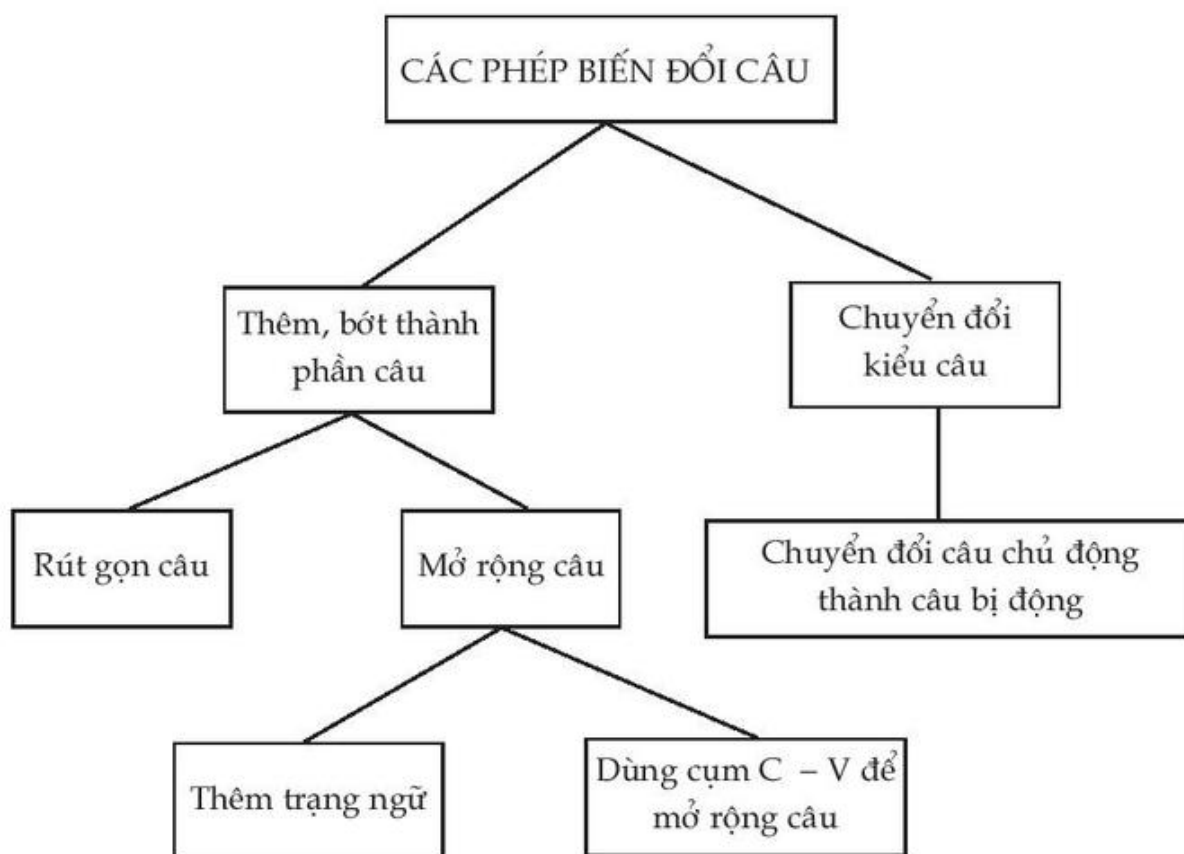 CÁC PHÉP BIẾN ĐỔI CÂU
Thêm, bớt thành
phần câu
Chuyển đổi
kiểu câu
Rút gọn câu
Mở rộng câu
Chuyển đổi câu chủ động
thành câu bị động
Thêm trạng ngữ
Dùng cụm C – V để
mở rộng câu